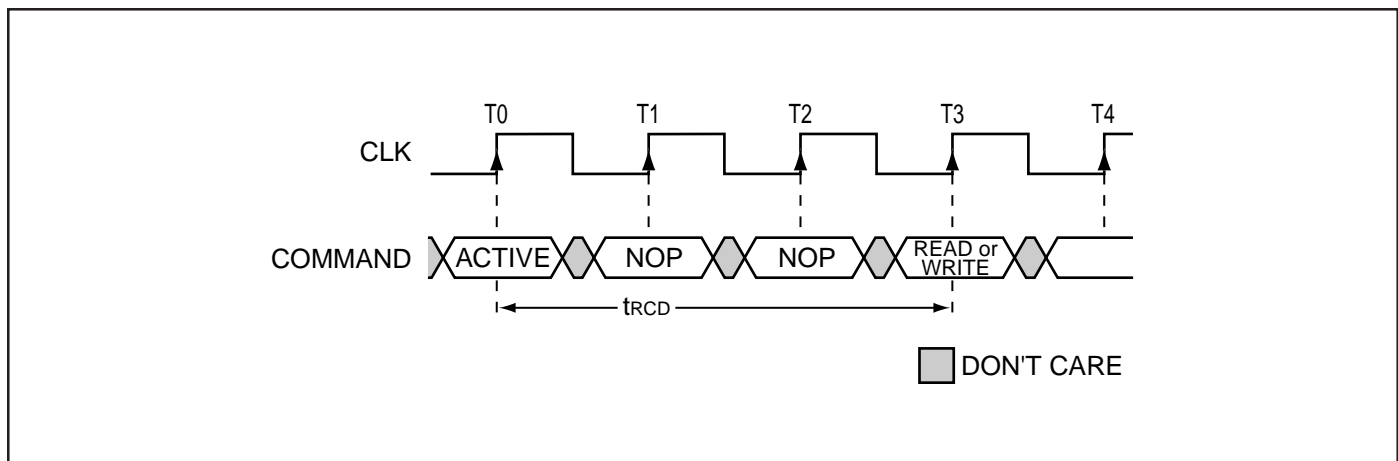 T0 T1 T2 T3 T4
CLK
COMMAND ACTIVE NOP NOP READ or
WRITE
tRCD
DON'T CARE